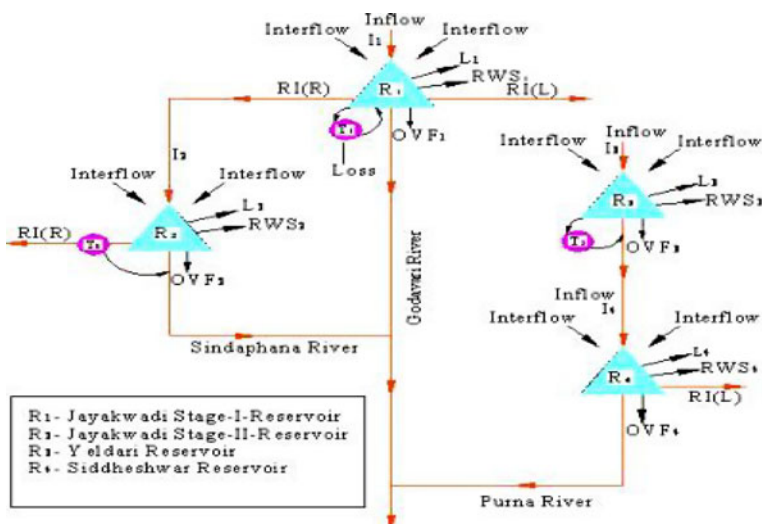 Inflow
Interflow I₁ Interflow
L₁
RWS₁
RI(R) R₁ RI(L)
T₁ OVF₁
Loss
I₂
Interflow Interflow
L₂
RWS₂
RI(R) T₂ R₂
OVF₂
Sindaphana River
Godavari River
Inflow
Interflow I₃ Interflow
L₃
RWS₃
R₃
T₃ OVF₃
Inflow
Interflow I₄ Interflow
L₄
RWS₄
R₄ RI(L)
OVF₄
Purna River
R₁- Jayakwadi Stage-I-Reservoir
R₂- Jayakwadi Stage-II-Reservoir
R₃- Yeldari Reservoir
R₄- Siddheshwar Reservoir